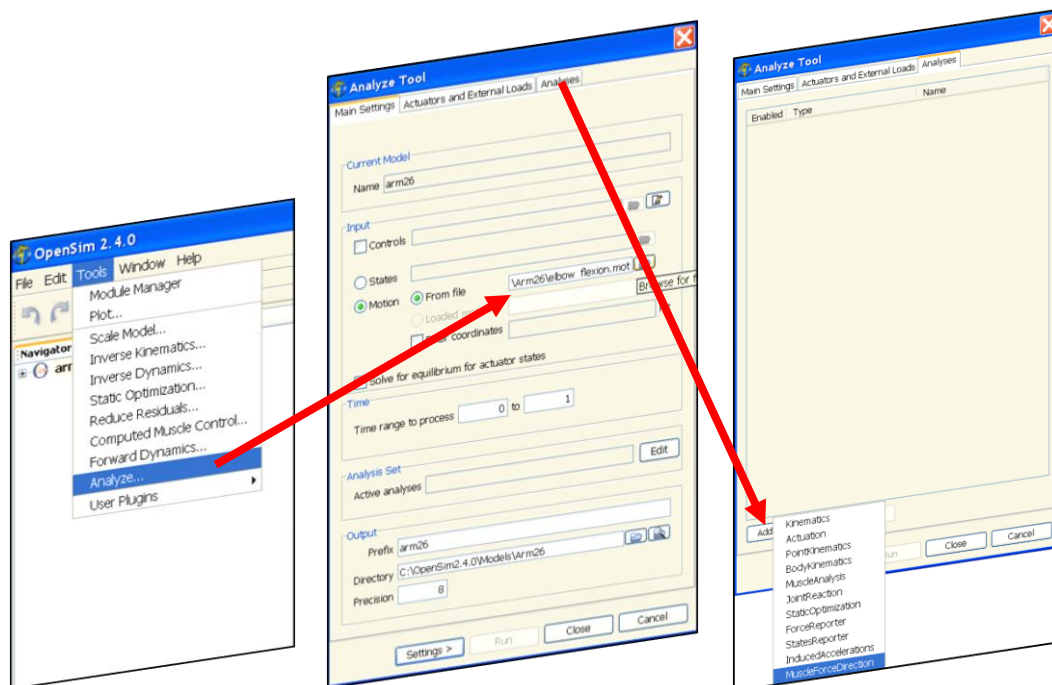 OpenSim 2.4.0
File Edit Tools Window Help
Module Manager
Plot...
Scale Model...
Inverse Kinematics...
Inverse Dynamics...
Static Optimization...
Reduce Residuals...
Computed Muscle Control...
Forward Dynamics...
Analyze...
User Plugins
Navigator
Analyze Tool
Main Settings Actuators and External Loads Analyses
Current Model
Name arm26
Input
Controls
States
Motion From file \Arm26\elbow_flexion.mot
Browse for f
Loaded
coordinates
Solve for equilibrium for actuator states
Time
Time range to process 0 to 1
Analysis Set
Active analyses Edit
Output
Prefix arm26
Directory C:\OpenSim2.4.0\Models\Arm26
Precision 8
Settings > Run Close Cancel
Analyze Tool
Main Settings Actuators and External Loads Analyses
Enabled Type Name
Add
Kinematics
Actuation
PointKinematics
BodyKinematics
MuscleAnalysis
JointReaction
StaticOptimization
ForceReporter
StatesReporter
InducedAccelerations
MuscleForceDirection
Close Cancel